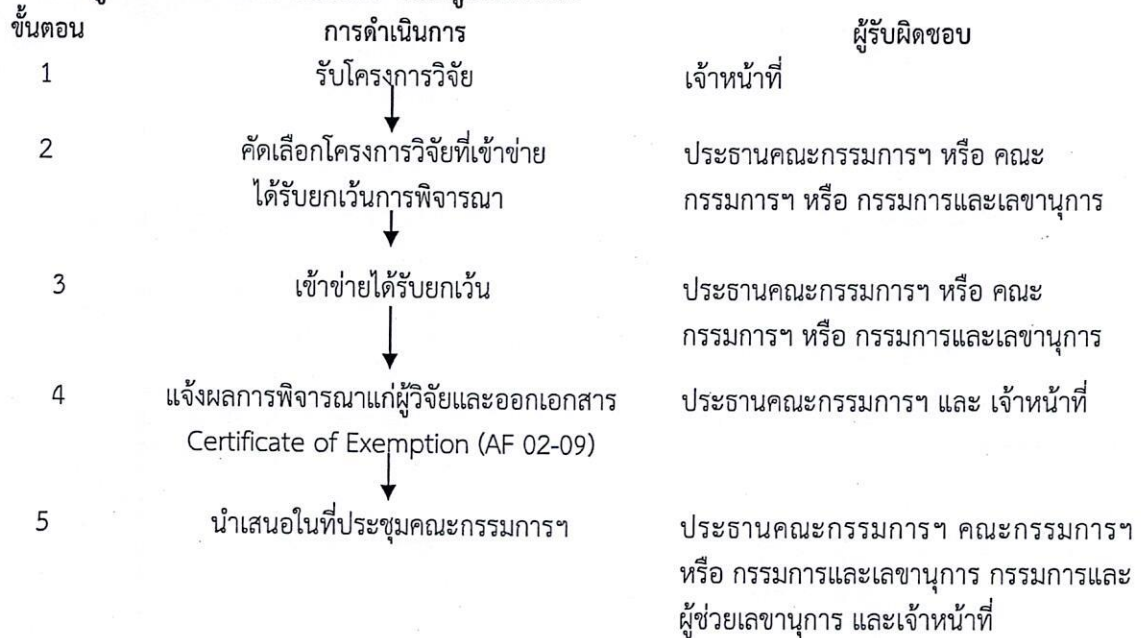 ขั้นตอน การดำเนินการ ผู้รับผิดชอบ
1 รับโครงการวิจัย เจ้าหน้าที่
2 คัดเลือกโครงการวิจัยที่เข้าข่าย ประธานคณะกรรมการฯ หรือ คณะ
ได้รับยกเว้นการพิจารณา กรรมการฯ หรือ กรรมการและเลขานุการ
3 เข้าข่ายได้รับยกเว้น ประธานคณะกรรมการฯ หรือ คณะ
กรรมการฯ หรือ กรรมการและเลขานุการ
4 แจ้งผลการพิจารณาแก่ผู้วิจัยและออกเอกสาร ประธานคณะกรรมการฯ และ เจ้าหน้าที่
Certificate of Exemption (AF 02-09)
5 นำเสนอในที่ประชุมคณะกรรมการฯ ประธานคณะกรรมการฯ คณะกรรมการฯ
หรือ กรรมการและเลขานุการ กรรมการและ
ผู้ช่วยเลขานุการ และเจ้าหน้าที่